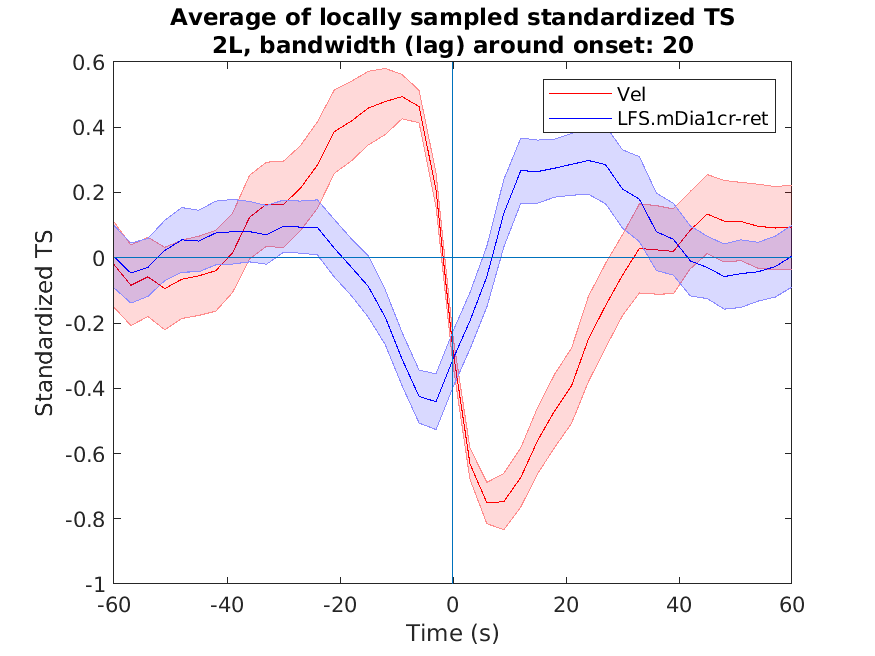 Average of locally sampled standardized TS
2L, bandwidth (lag) around onset: 20
Vel
LFS.mDia1cr-ret
Standardized TS
0.6
0.4
0.2
0
-0.2
-0.4
-0.6
-0.8
-1
-60
-40
-20
0
20
40
60
Time (s)